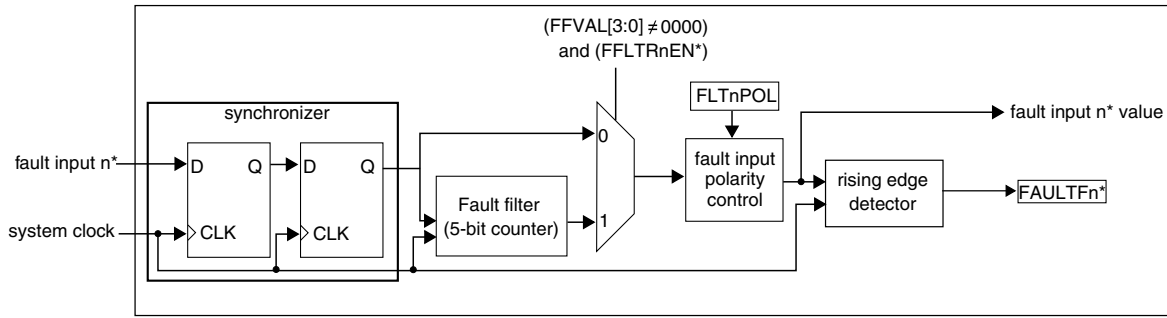 (FFVAL[3:0] ≠ 0000)
and (FFLTRnEN*)
synchronizer
FLTnPOL
fault input n* value
fault input n*
D Q
D Q
0
fault input
polarity
control
rising edge
detector
FAULTFn*
Fault filter
(5-bit counter)
1
system clock
CLK
CLK